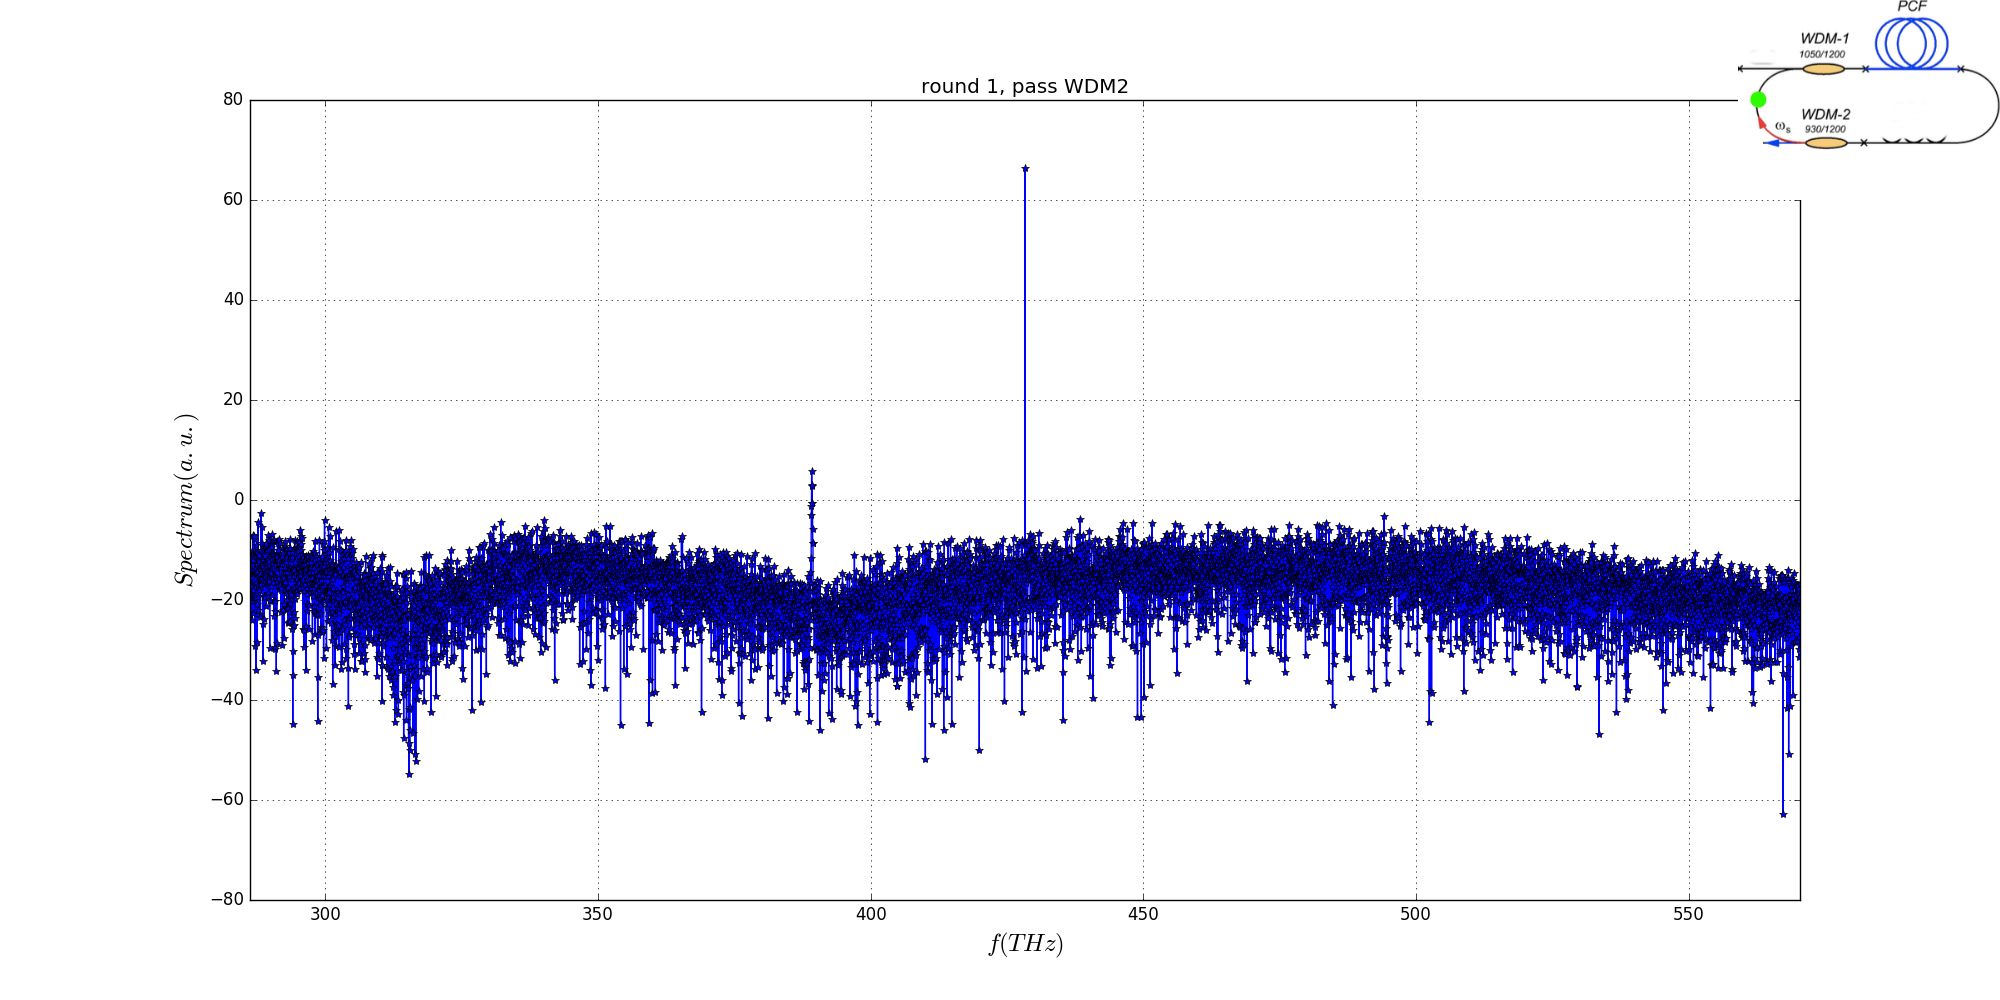 PCF
WDM-1
1050/1200
WDM-2
930/1200
ωs
round 1, pass WDM2
80
60
40
20
0
−20
−40
−60
−80
Spectrum(a. u. )
300 350 400 450 500 550
f(THz)